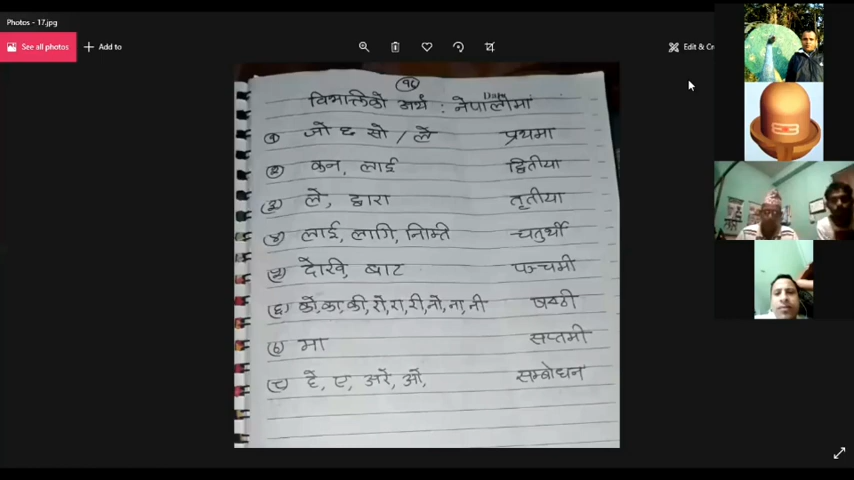 Photos - 17.jpg
See all photos
Add to
Edit & Cr
१८
विभक्तिको अर्थ : नेपालीमा
(१) जो छ सो / ले प्रथमा
(२) कन, लाई द्वितीया
(३) ले, द्वारा तृतीया
(४) लाई, लागि, निम्ति चतुर्थी
(५) देखि, बाट पञ्चमी
(६) को, का, की, रो, रा, री, नो, ना, नी षष्ठी
(७) मा सप्तमी
(८) हे, ए, अरे, ओ, सम्बोधन